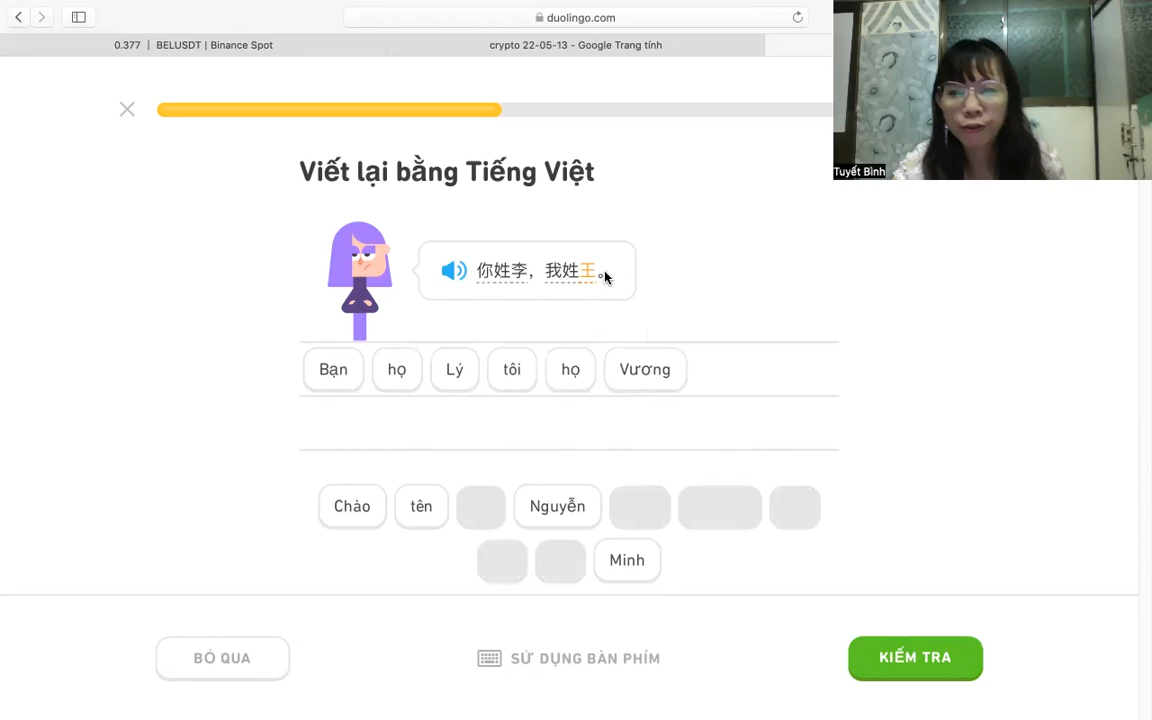 duolingo.com
0.377 | BELUSDT | Binance Spot
crypto 22-05-13 - Google Trang tính
Tuyết Bình
Viết lại bằng Tiếng Việt
你姓李，我姓王。
Bạn họ Lý tôi họ Vương
Chào tên Nguyễn
Minh
BỎ QUA
SỬ DỤNG BÀN PHÍM
KIỂM TRA